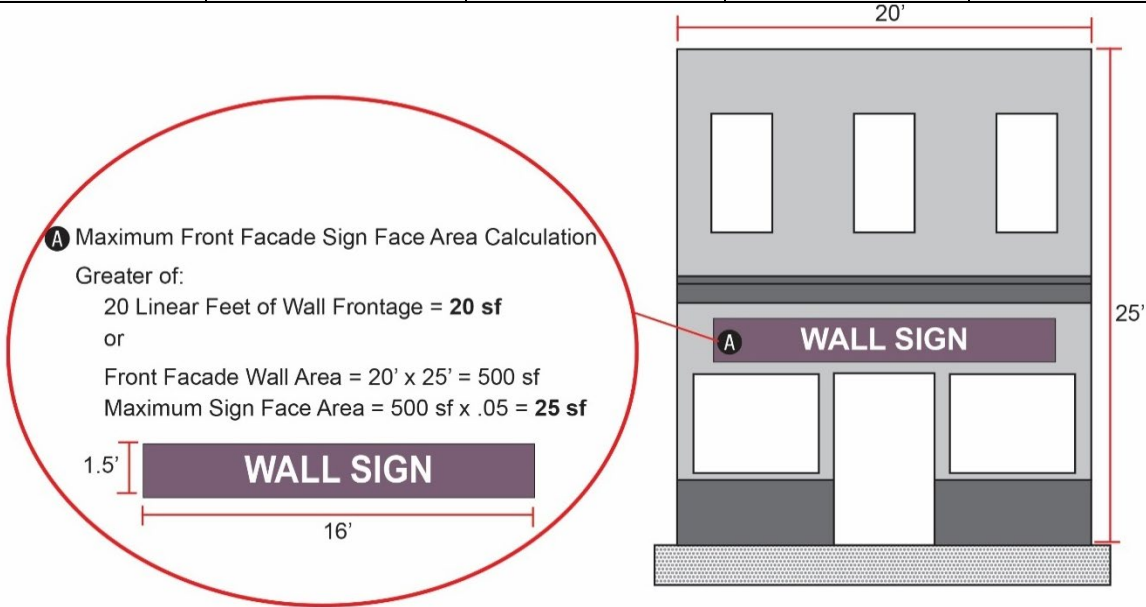 20’
A Maximum Front Facade Sign Face Area Calculation
Greater of:
20 Linear Feet of Wall Frontage = 20 sf
or
Front Facade Wall Area = 20’ x 25’ = 500 sf
Maximum Sign Face Area = 500 sf x .05 = 25 sf
1.5’
WALL SIGN
16’
A
WALL SIGN
25’